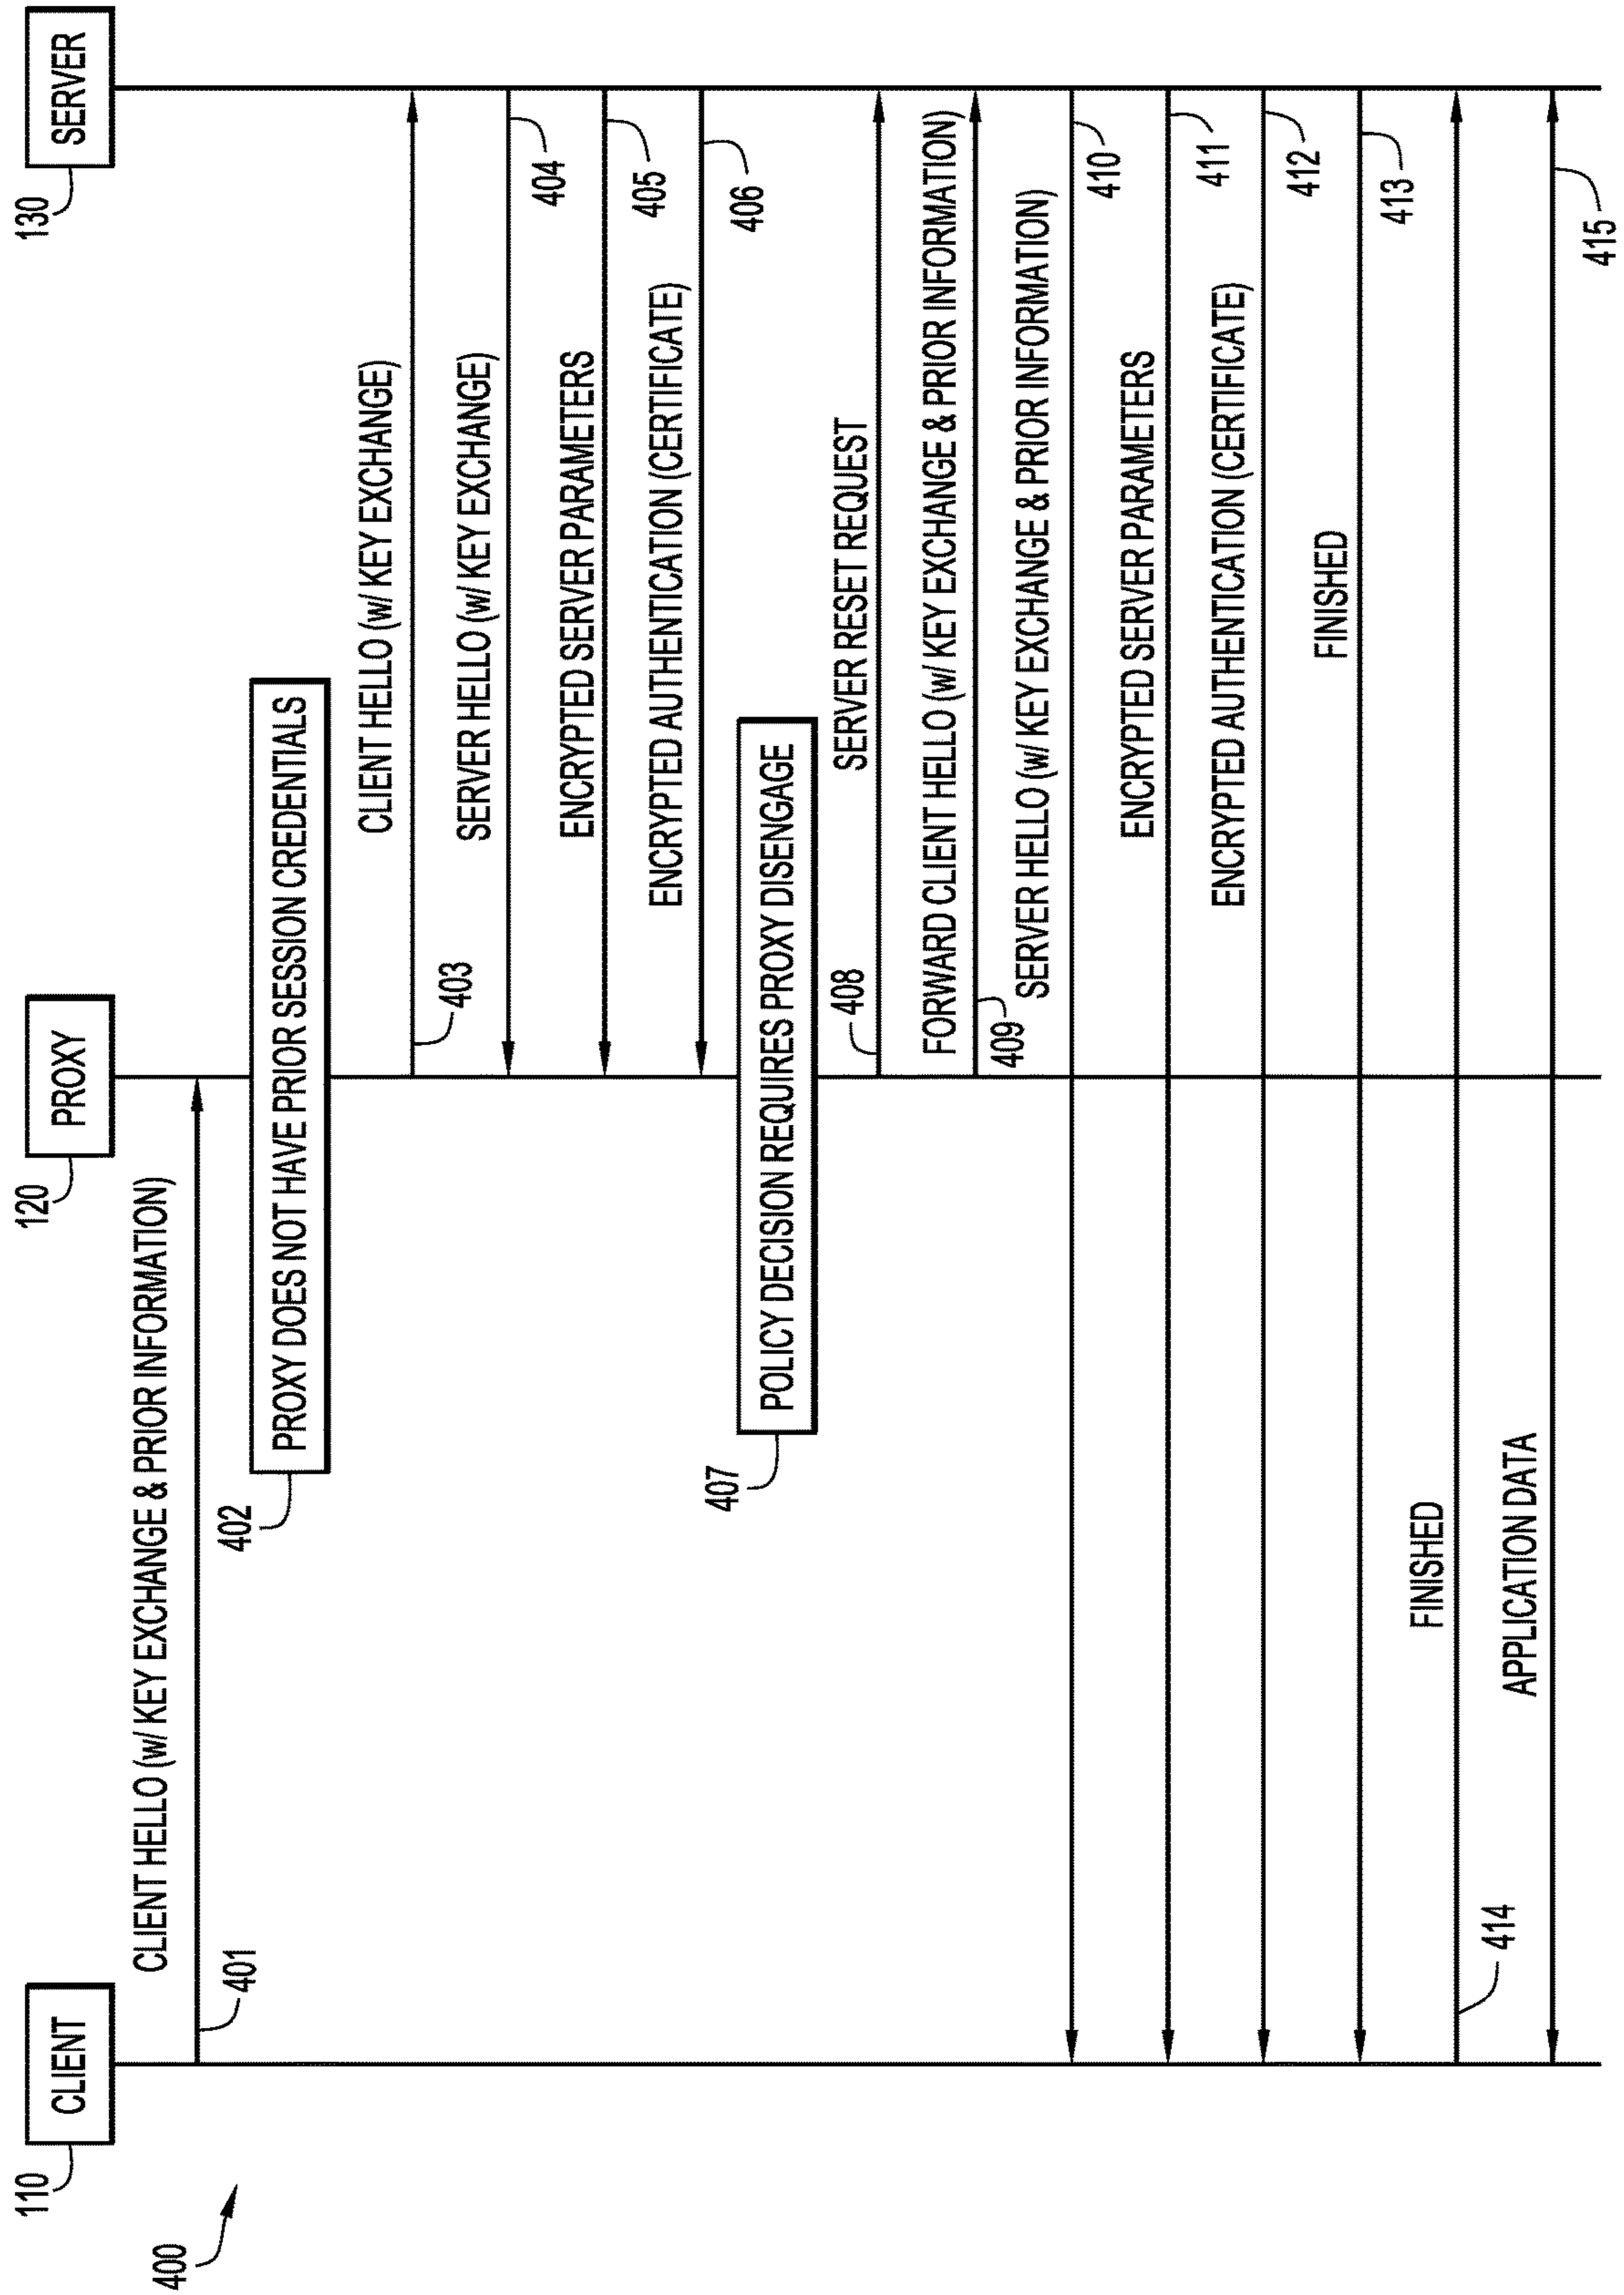 400
110
CLIENT
120
PROXY
130
SERVER
CLIENT HELLO (w/ KEY EXCHANGE & PRIOR INFORMATION)
401
402
PROXY DOES NOT HAVE PRIOR SESSION CREDENTIALS
CLIENT HELLO (w/ KEY EXCHANGE)
403
SERVER HELLO (w/ KEY EXCHANGE)
404
ENCRYPTED SERVER PARAMETERS
405
ENCRYPTED AUTHENTICATION (CERTIFICATE)
406
407
POLICY DECISION REQUIRES PROXY DISENGAGE
SERVER RESET REQUEST
408
FORWARD CLIENT HELLO (w/ KEY EXCHANGE & PRIOR INFORMATION)
409
SERVER HELLO (w/ KEY EXCHANGE & PRIOR INFORMATION)
410
ENCRYPTED SERVER PARAMETERS
411
ENCRYPTED AUTHENTICATION (CERTIFICATE)
412
FINISHED
413
FINISHED
414
APPLICATION DATA
415